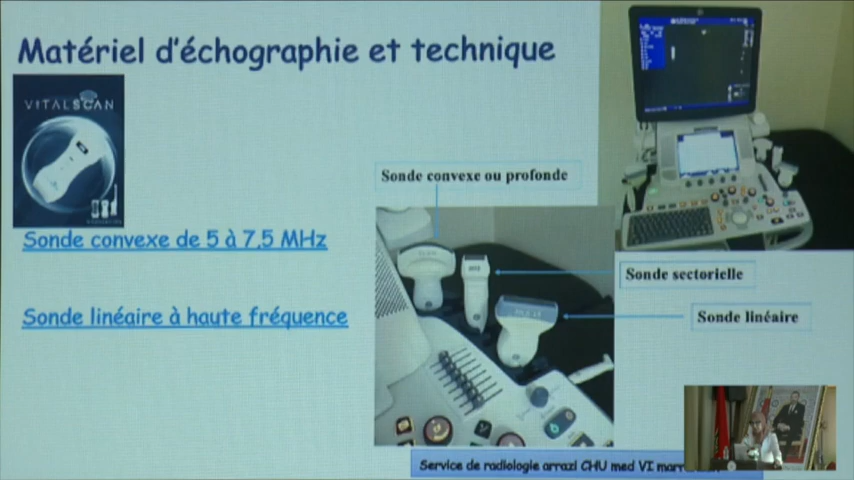 Matériel d'échographie et technique
VITALSCAN
Sonde convexe ou profonde
Sonde convexe de 5 à 7,5 MHz
Sonde sectorielle
Sonde linéaire à haute fréquence
Sonde linéaire
Service de radiologie arrazi CHU med VI